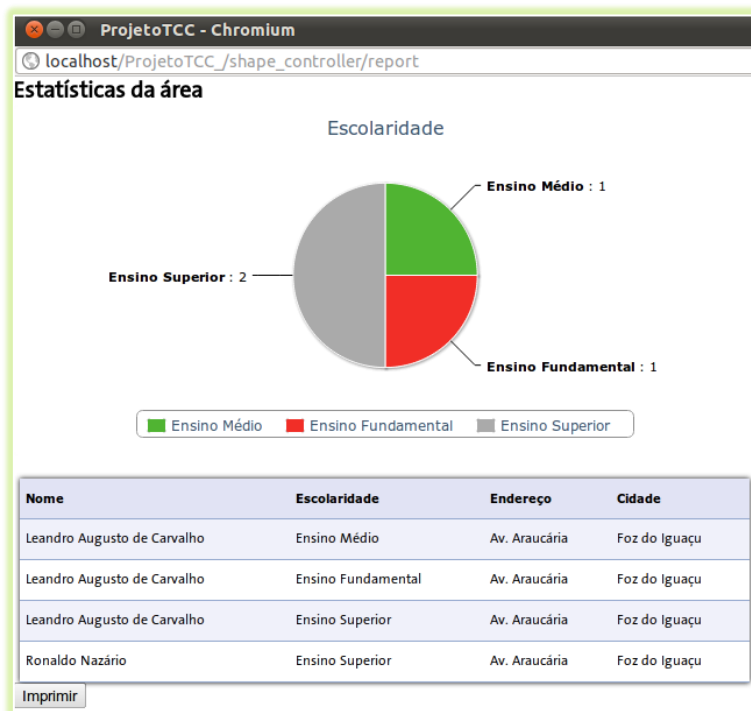 ProjetoTCC - Chromium
localhost/ProjetoTCC_/shape_controller/report
Estatísticas da área
Escolaridade
Ensino Médio : 1
Ensino Superior : 2
Ensino Fundamental : 1
Ensino Médio Ensino Fundamental Ensino Superior
Nome Escolaridade Endereço Cidade
Leandro Augusto de Carvalho Ensino Médio Av. Araucária Foz do Iguaçu
Leandro Augusto de Carvalho Ensino Fundamental Av. Araucária Foz do Iguaçu
Leandro Augusto de Carvalho Ensino Superior Av. Araucária Foz do Iguaçu
Ronaldo Nazário Ensino Superior Av. Araucária Foz do Iguaçu
Imprimir